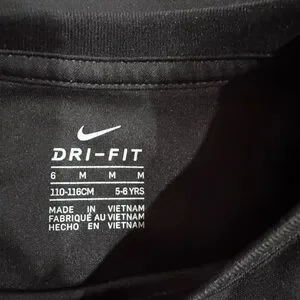 DRI-FIT
6 M M M
110-116CM 5-6 YRS
MADE IN VIETNAM
FABRIQUÉ AU VIETNAM
HECHO EN VIETNAM